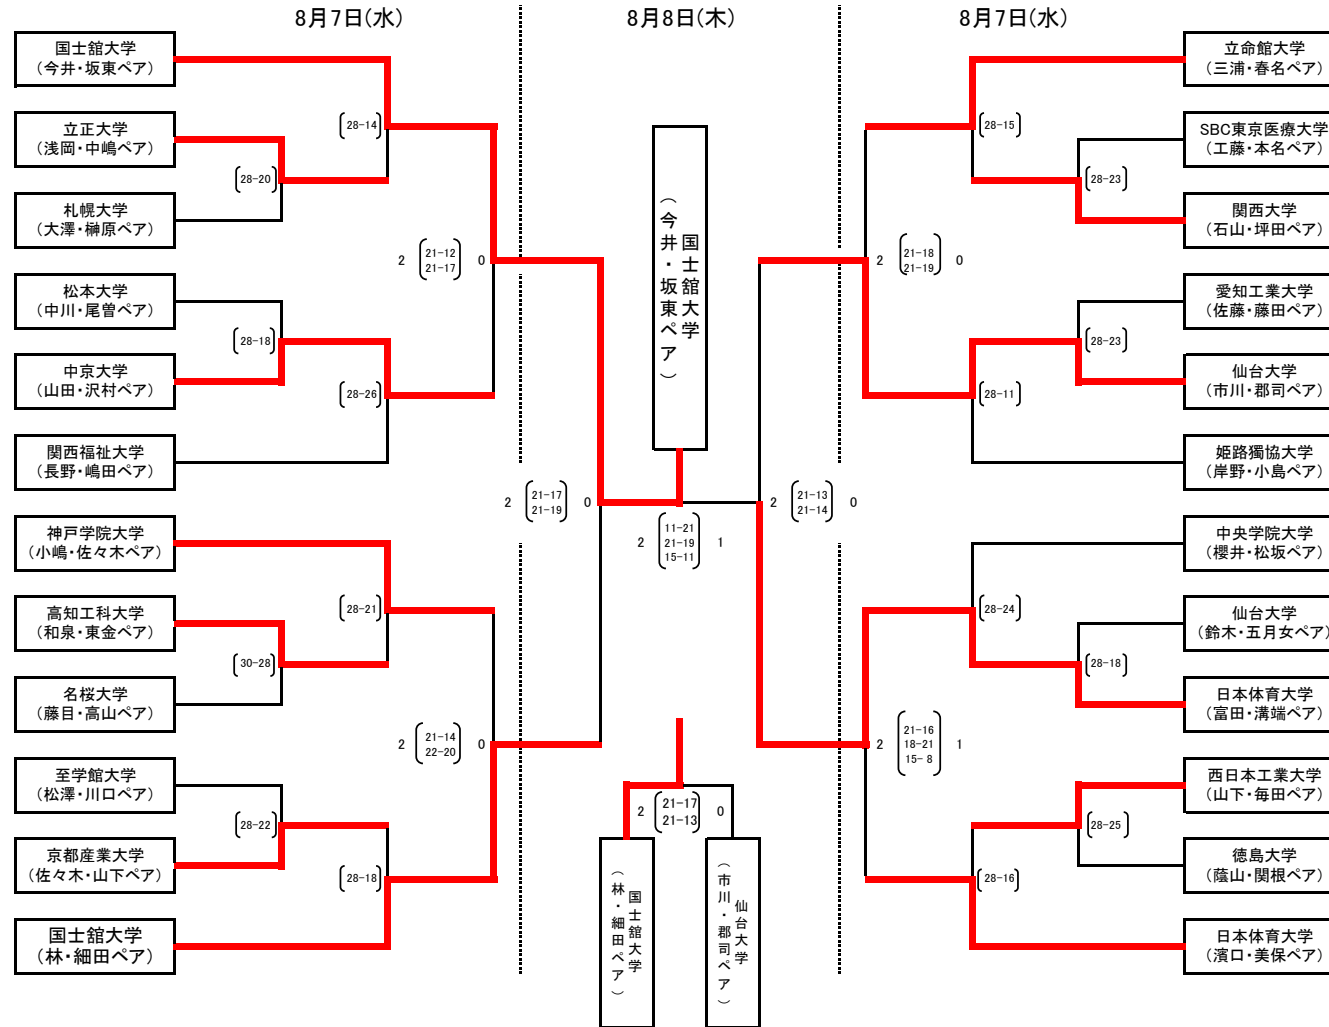 8月7日(水)
8月8日(木)
8月7日(水)
国士舘大学
(今井・坂東ペア)
立正大学
(浅岡・中嶋ペア)
札幌大学
(大澤・榊原ペア)
松本大学
(中川・尾曽ペア)
中京大学
(山田・沢村ペア)
関西福祉大学
(長野・嶋田ペア)
神戸学院大学
(小嶋・佐々木ペア)
高知工科大学
(和泉・東金ペア)
名桜大学
(藤目・高山ペア)
至学館大学
(松澤・川口ペア)
京都産業大学
(佐々木・山下ペア)
国士舘大学
(林・細田ペア)
28-14
28-20
28-18
28-26
28-21
30-28
28-22
28-18
2 21-12 0
21-17
2 21-14 0
22-20
2 21-17 0
21-19
国士舘大学
(今井・坂東ペア)
11-21
2 21-19 1
15-11
2 21-17 0
21-13
国士舘大学
(林・細田ペア)
仙台大学
(市川・郡司ペア)
2 21-13 0
21-14
2 21-18 0
21-19
21-16
2 18-21 1
15- 8
28-15
28-23
28-23
28-11
28-24
28-18
28-25
28-16
立命館大学
(三浦・春名ペア)
SBC東京医療大学
(工藤・本名ペア)
関西大学
(石山・坪田ペア)
愛知工業大学
(佐藤・藤田ペア)
仙台大学
(市川・郡司ペア)
姫路獨協大学
(岸野・小島ペア)
中央学院大学
(櫻井・松坂ペア)
仙台大学
(鈴木・五月女ペア)
日本体育大学
(富田・溝端ペア)
西日本工業大学
(山下・毎田ペア)
徳島大学
(蔭山・関根ペア)
日本体育大学
(濱口・美保ペア)